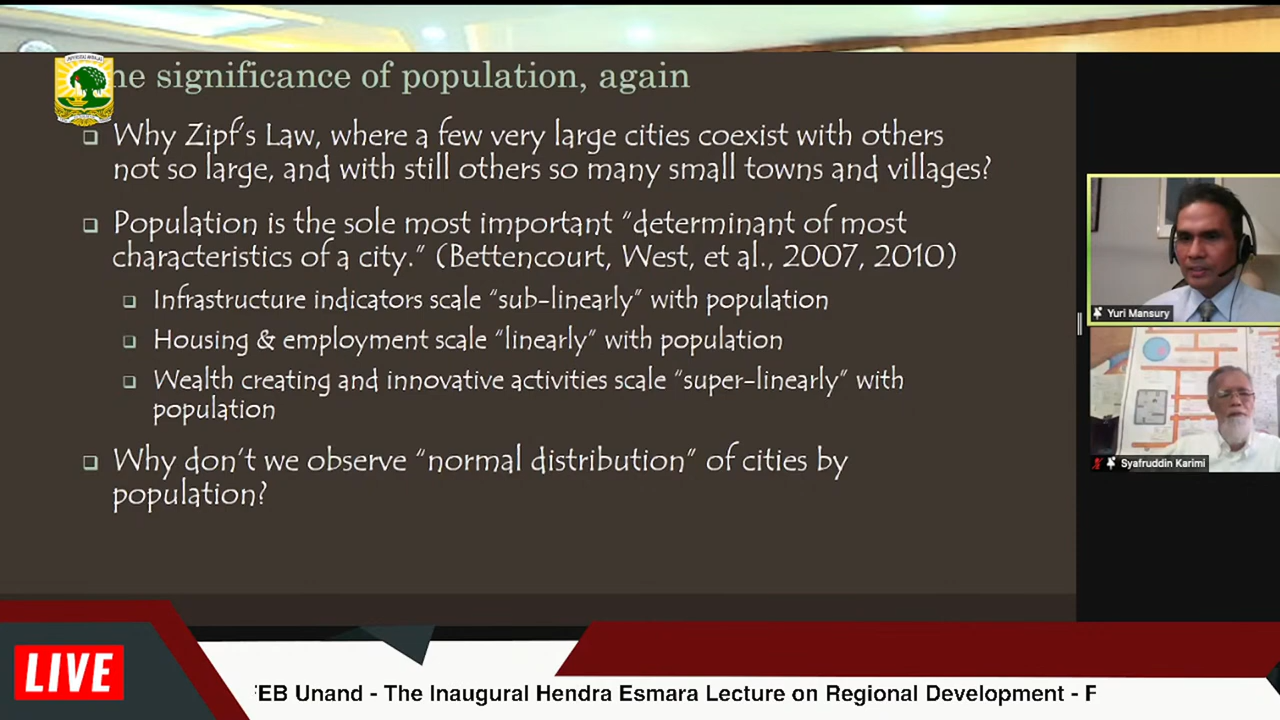 he significance of population, again
Why Zipf's Law, where a few very large cities coexist with others
not so large, and with still others so many small towns and villages?
Population is the sole most important “determinant of most
characteristics of a city.” (Bettencourt, West, et al., 2007, 2010)
Infrastructure indicators scale “sub-linearly” with population
Housing & employment scale “linearly” with population
Wealth creating and innovative activities scale “super-linearly” with
population
Why don't we observe “normal distribution” of cities by
population?
Yuri Mansury
Syafruddin Karimi
LIVE
FEB Unand - The Inaugural Hendra Esmara Lecture on Regional Development - F